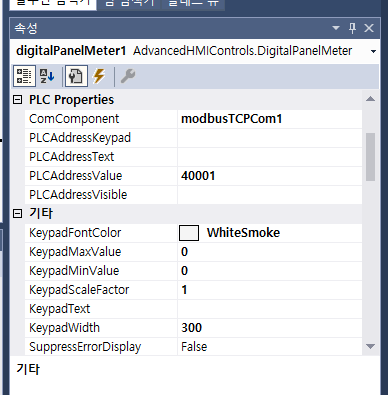 속성
digitalPanelMeter1 AdvancedHMIControls.DigitalPanelMeter
PLC Properties
ComComponent modbusTCPCom1
PLCAddressKeypad
PLCAddressText
PLCAddressValue 40001
PLCAddressVisible
기타
KeypadFontColor WhiteSmoke
KeypadMaxValue 0
KeypadMinValue 0
KeypadScaleFactor 1
KeypadText
KeypadWidth 300
SuppressErrorDisplay False
기타